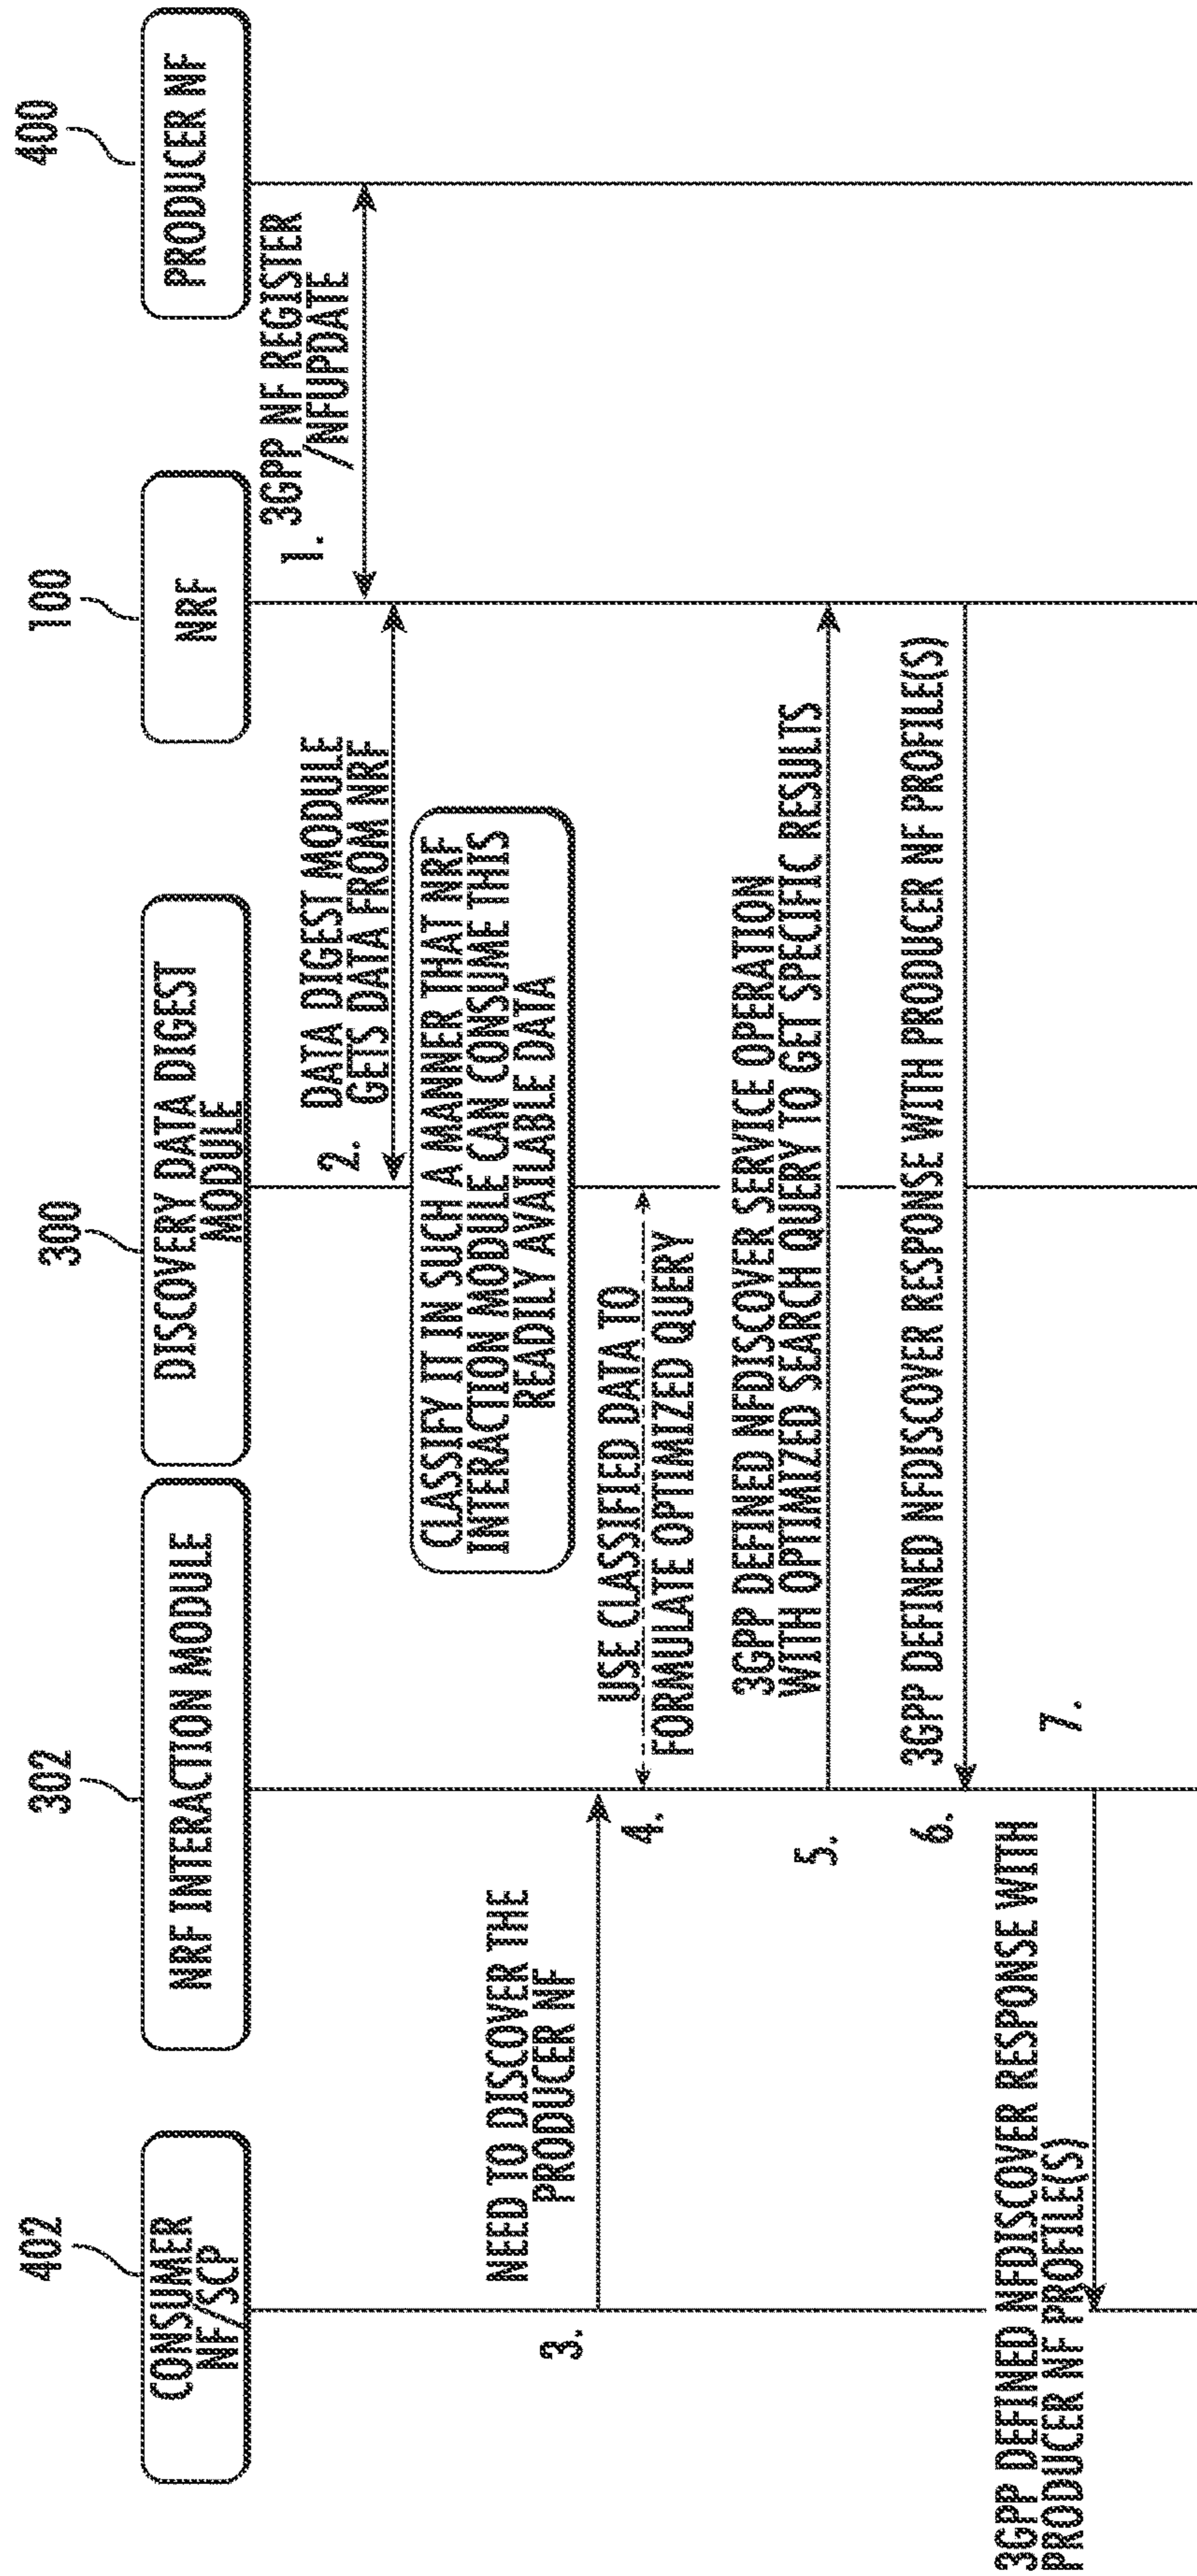 402
302
300
100
400
CONSUMER
NF/SCP
NRF INTERACTION MODULE
DISCOVERY DATA DIGEST
MODULE
NRF
PRODUCER NF
1. 3GPP NF REGISTER
/NFUPDATE
2. DATA DIGEST MODULE
GETS DATA FROM NRF
CLASSIFY IT IN SUCH A MANNER THAT NRF
INTERACTION MODULE CAN CONSUME THIS
READILY AVAILABLE DATA
NEED TO DISCOVER THE
PRODUCER NF
3.
USE CLASSIFIED DATA TO
FORMULATE OPTIMIZED QUERY
4.
3GPP DEFINED NFDISCOVER SERVICE OPERATION
WITH OPTIMIZED SEARCH QUERY TO GET SPECIFIC RESULTS
5.
3GPP DEFINED NFDISCOVER RESPONSE WITH PRODUCER NF PROFILE(S)
6.
3GPP DEFINED NFDISCOVER RESPONSE WITH
PRODUCER NF PROFILE(S)
7.